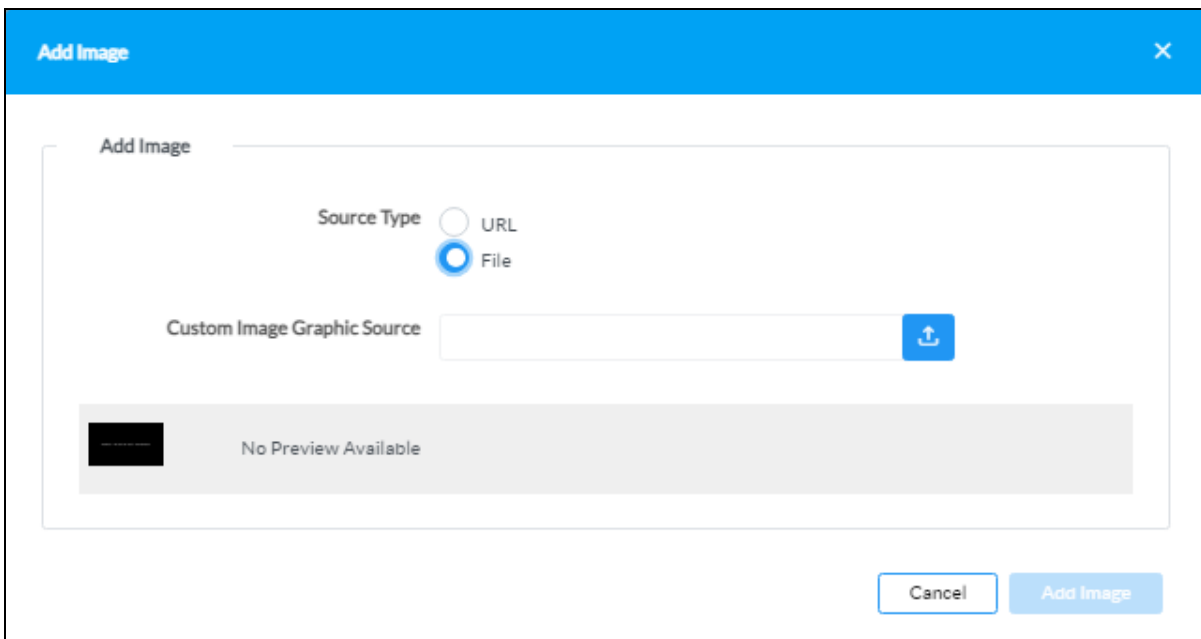 Add Image
Add Image
Source Type
URL
File
Custom Image Graphic Source
No Preview Available
Cancel
Add Image